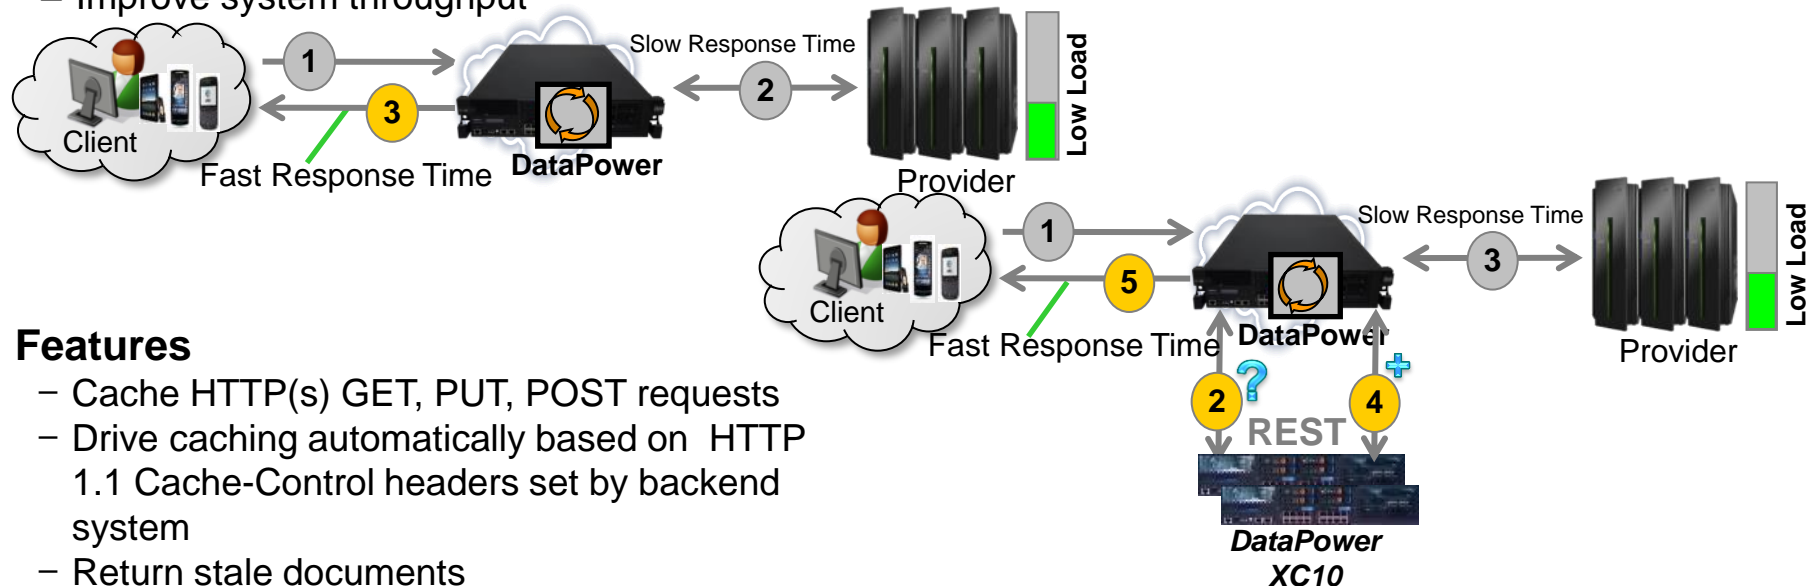 – Improve system throughput
1
Slow Response Time
2
3
Client
Fast Response Time
DataPower
Provider
Low Load
1
Slow Response Time
3
5
Client
Fast Response Time
DataPower
Provider
Low Load
2
?
4
+
REST
DataPower
XC10
Features
– Cache HTTP(s) GET, PUT, POST requests
– Drive caching automatically based on HTTP
1.1 Cache-Control headers set by backend
system
– Return stale documents